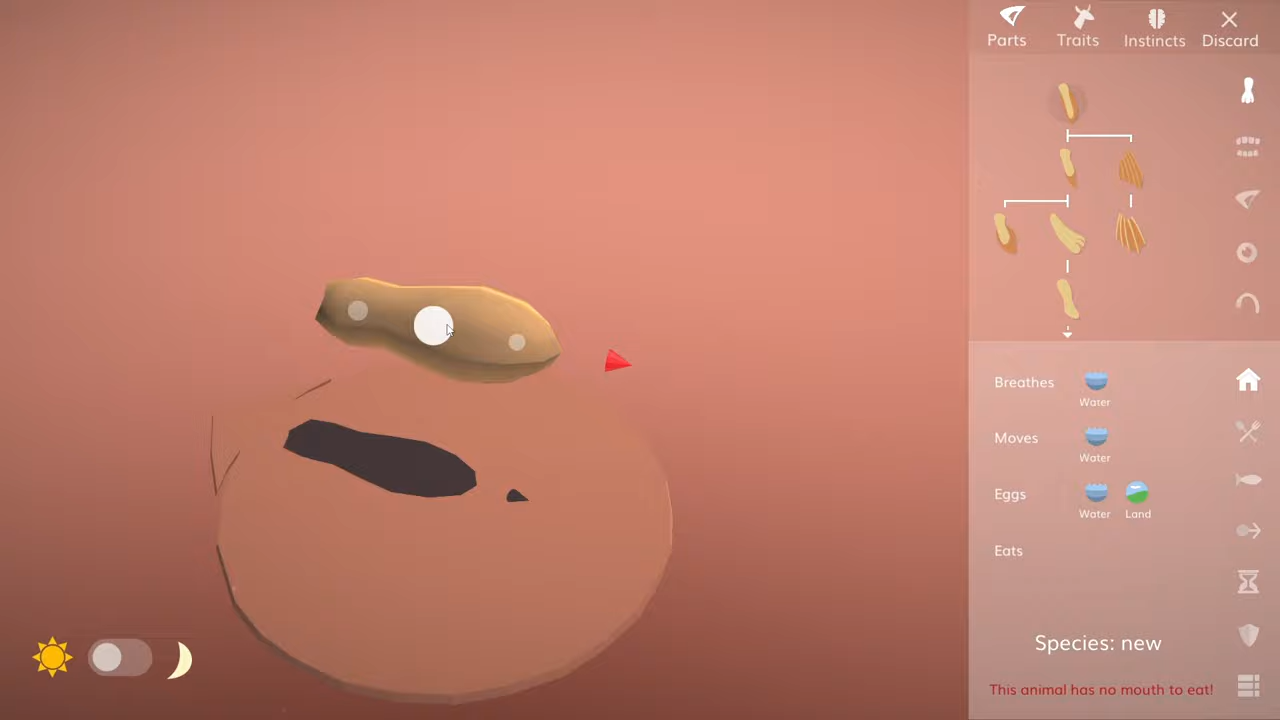 Parts Traits Instincts Discard
Breathes
Water
Moves
Water
Eggs
Water Land
Eats
Species: new
This animal has no mouth to eat!